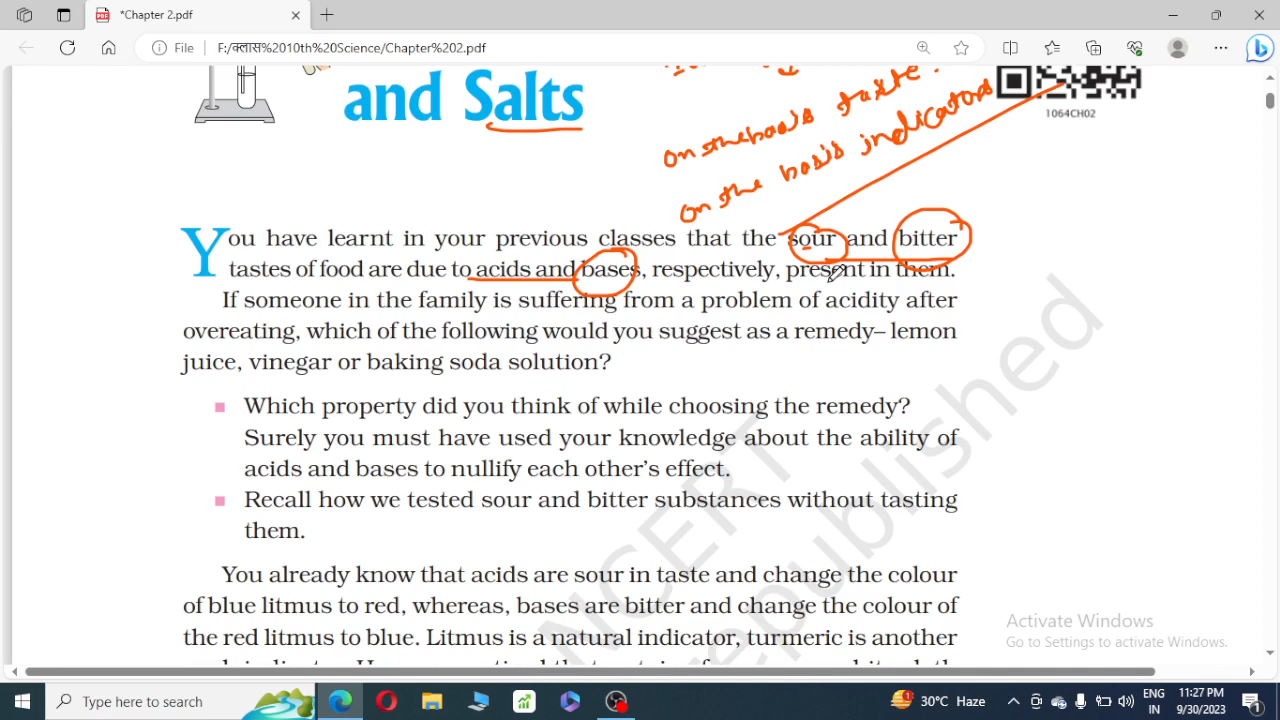 *Chapter 2.pdf
File
F:/क्लास%2010th%20Science/Chapter%202.pdf
and Salts
1064CH02
on the basis taste
on the basis indicators
You have learnt in your previous classes that the sour and bitter
tastes of food are due to acids and bases, respectively, present in them.
If someone in the family is suffering from a problem of acidity after
overeating, which of the following would you suggest as a remedy– lemon
juice, vinegar or baking soda solution?
Which property did you think of while choosing the remedy?
Surely you must have used your knowledge about the ability of
acids and bases to nullify each other's effect.
Recall how we tested sour and bitter substances without tasting
them.
You already know that acids are sour in taste and change the colour
of blue litmus to red, whereas, bases are bitter and change the colour of
the red litmus to blue. Litmus is a natural indicator, turmeric is another
NCERT
republished
Activate Windows
Go to Settings to activate Windows.
Type here to search
30°C Haze
ENG
IN
11:27 PM
9/30/2023
1